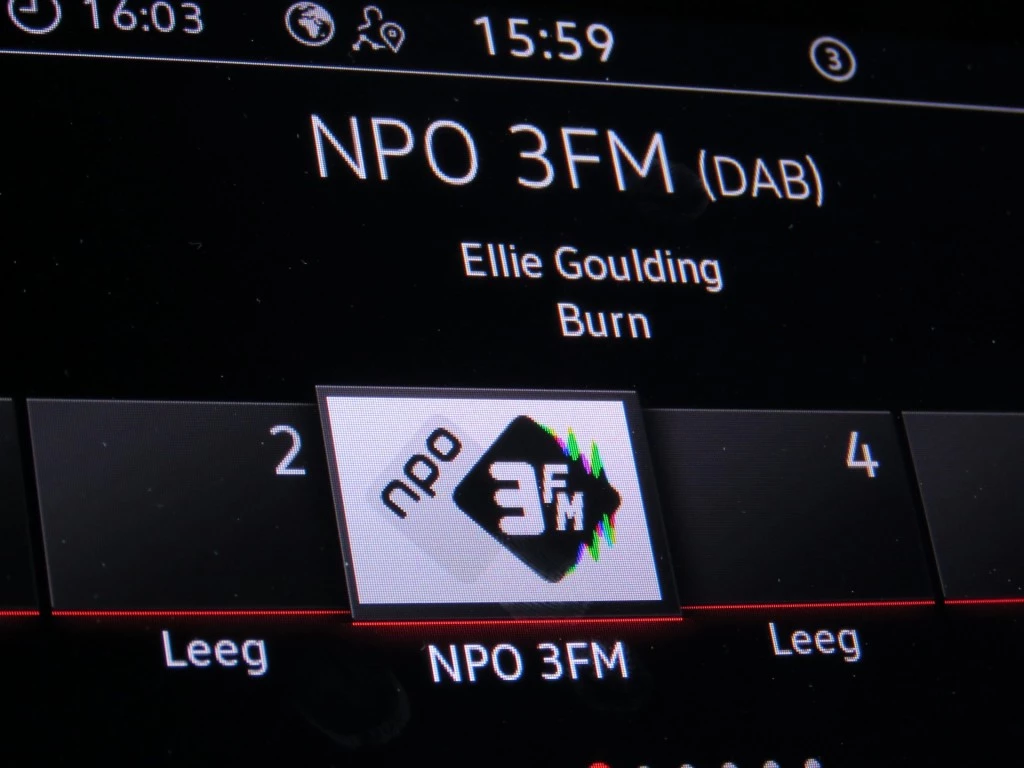 16:03 15:59 3
NPO 3FM (DAB)
Ellie Goulding
Burn
2 npo 3FM 4
Leeg NPO 3FM Leeg